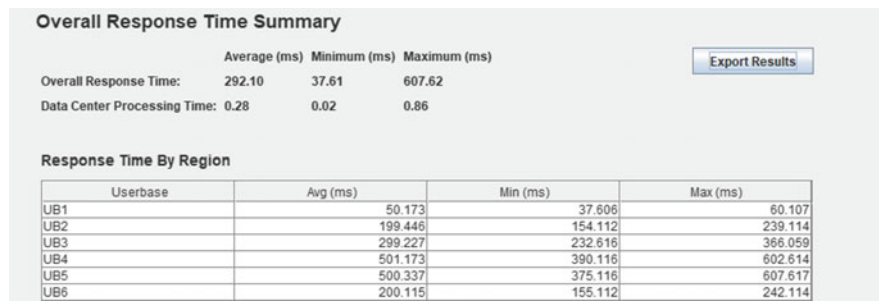 Overall Response Time Summary
Average (ms) Minimum (ms) Maximum (ms)
Export Results
Overall Response Time: 292.10 37.61 607.62
Data Center Processing Time: 0.28 0.02 0.86
Response Time By Region
Userbase Avg (ms) Min (ms) Max (ms)
UB1 50.173 37.606 60.107
UB2 199.446 154.112 239.114
UB3 299.227 232.616 366.059
UB4 501.173 390.116 602.614
UB5 500.337 375.116 607.617
UB6 200.115 155.112 242.114